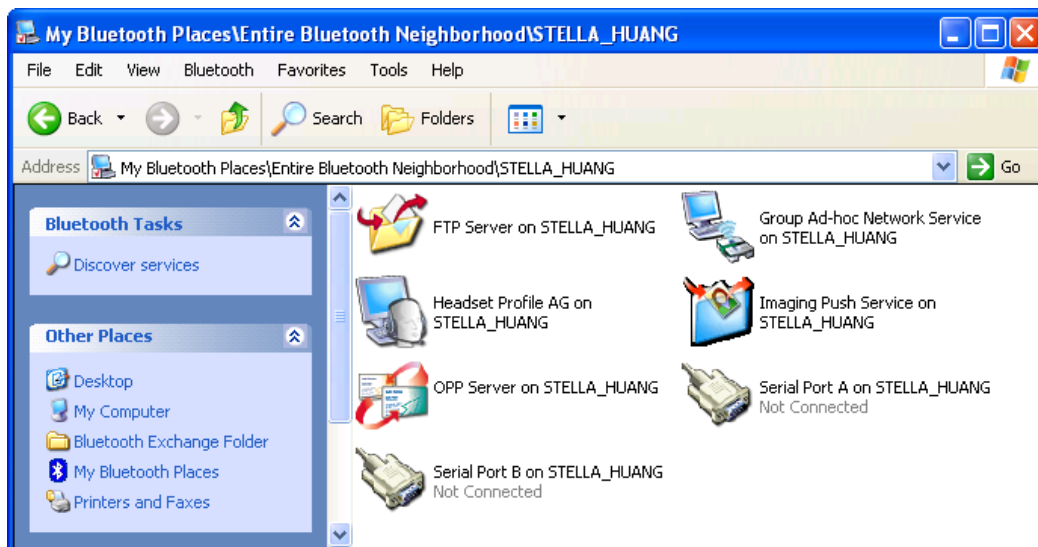 My Bluetooth Places\Entire Bluetooth Neighborhood\STELLA_HUANG
File Edit View Bluetooth Favorites Tools Help
Back Search Folders
Address My Bluetooth Places\Entire Bluetooth Neighborhood\STELLA_HUANG Go
Bluetooth Tasks
Discover services
Other Places
Desktop
My Computer
Bluetooth Exchange Folder
My Bluetooth Places
Printers and Faxes
FTP Server on STELLA_HUANG
Group Ad-hoc Network Service
on STELLA_HUANG
Headset Profile AG on
STELLA_HUANG
Imaging Push Service on
STELLA_HUANG
OPP Server on STELLA_HUANG
Serial Port A on STELLA_HUANG
Not Connected
Serial Port B on STELLA_HUANG
Not Connected